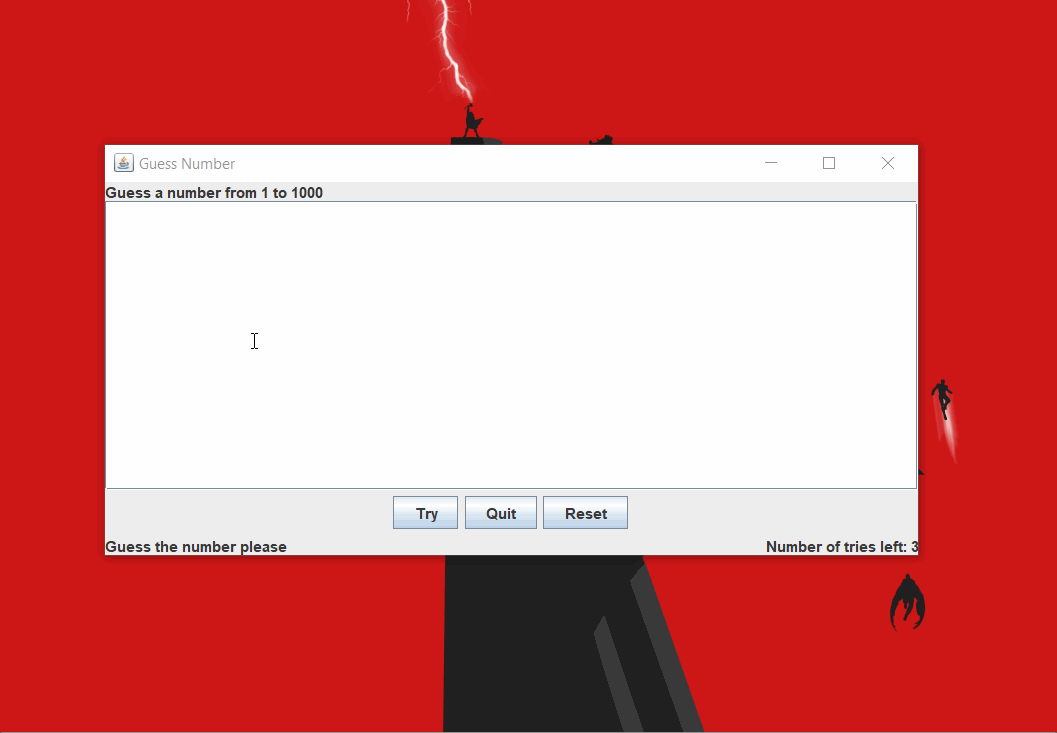 Guess Number
Guess a number from 1 to 1000
Try Quit Reset
Guess the number please Number of tries left: 3